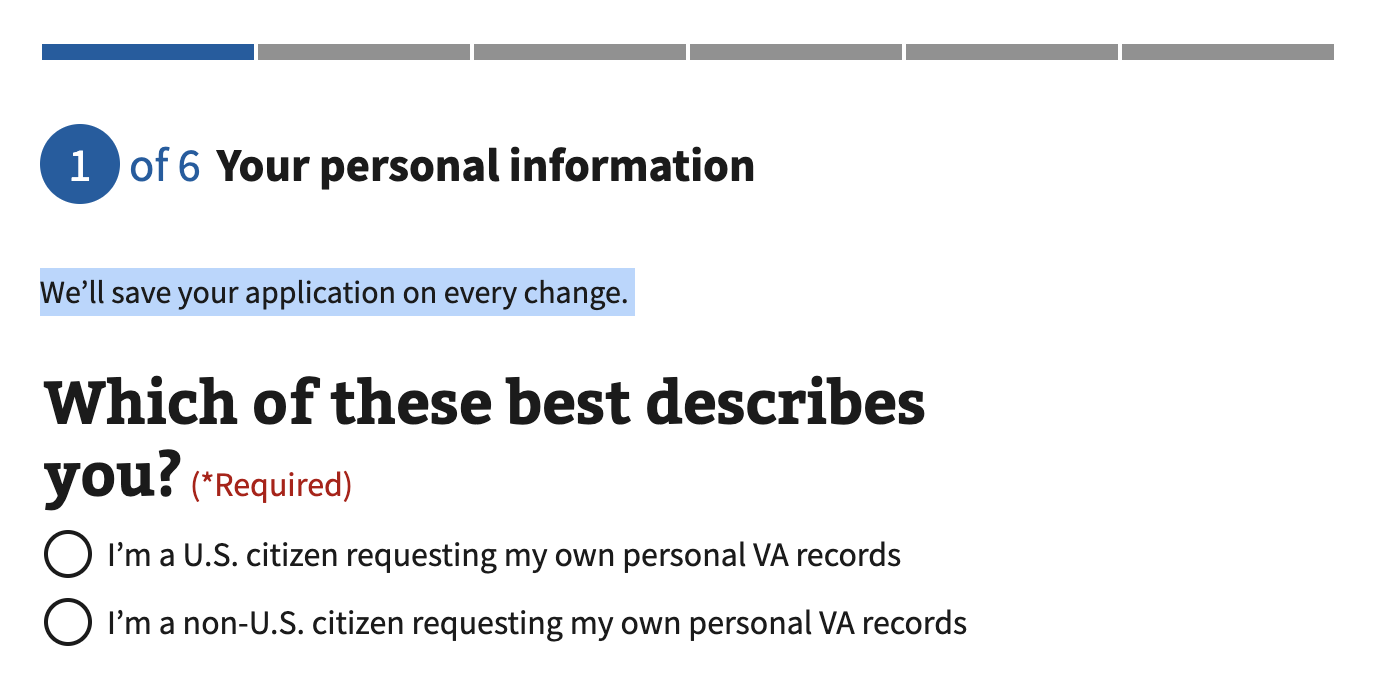 1 of 6 Your personal information
We’ll save your application on every change.
Which of these best describes
you? (*Required)
I’m a U.S. citizen requesting my own personal VA records
I’m a non-U.S. citizen requesting my own personal VA records